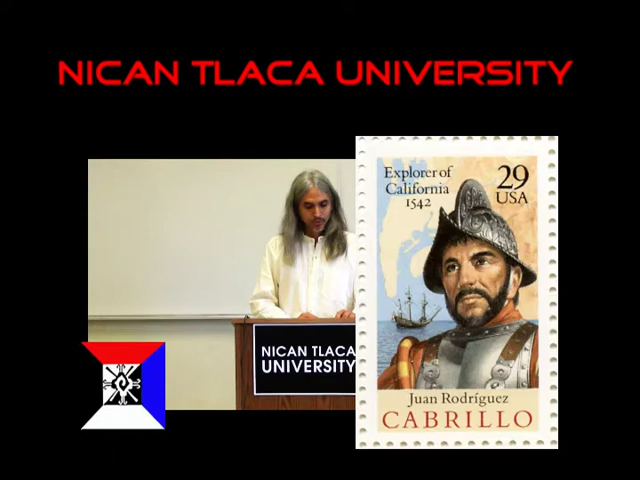 NICAN TLACA UNIVERSITY
Explorer of
California
1542
29
USA
NICAN TLACA
UNIVERSITY
Juan Rodríguez
CABRILLO